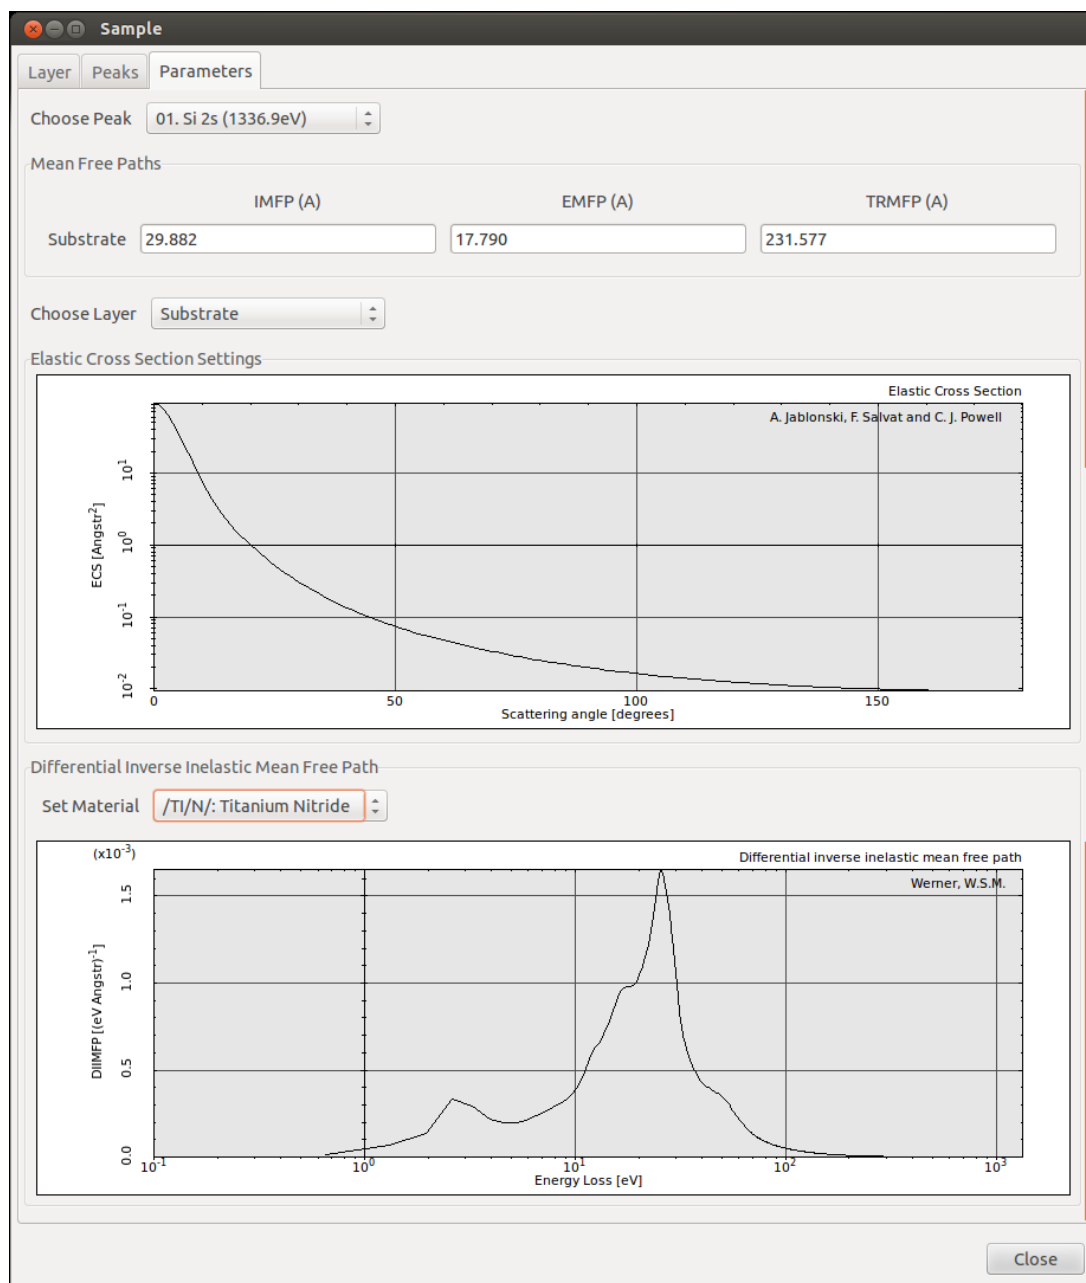 Sample
Layer Peaks Parameters
Choose Peak 01. Si 2s (1336.9eV)
Mean Free Paths
IMFP (A) EMFP (A) TRMFP (A)
Substrate 29.882 17.790 231.577
Choose Layer Substrate
Elastic Cross Section Settings
Elastic Cross Section
A. Jablonski, F. Salvat and C. J. Powell
ECS [Angstr²]
10¹
10⁰
10⁻¹
10⁻²
0 50 100 150
Scattering angle [degrees]
Differential Inverse Inelastic Mean Free Path
Set Material /TI/N/: Titanium Nitride
(x10⁻³)
Differential inverse inelastic mean free path
Werner, W.S.M.
DIIMFP [(eV Angstr)⁻¹]
1.5
1.0
0.5
0.0
10⁻¹ 10⁰ 10¹ 10² 10³
Energy Loss [eV]
Close